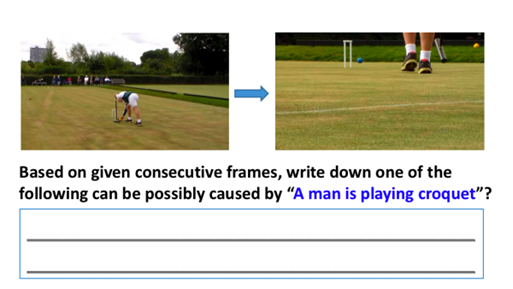 Based on given consecutive frames, write down one of the
following can be possibly caused by “A man is playing croquet”?